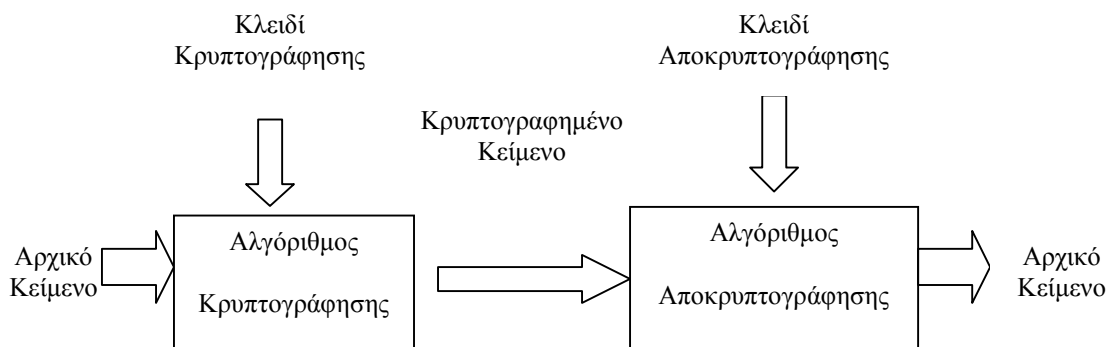 Κλειδί
Κρυπτογράφησης
Κλειδί
Αποκρυπτογράφησης
Κρυπτογραφημένο
Κείμενο
Αρχικό
Κείμενο
Αλγόριθμος
Κρυπτογράφησης
Αλγόριθμος
Αποκρυπτογράφησης
Αρχικό
Κείμενο